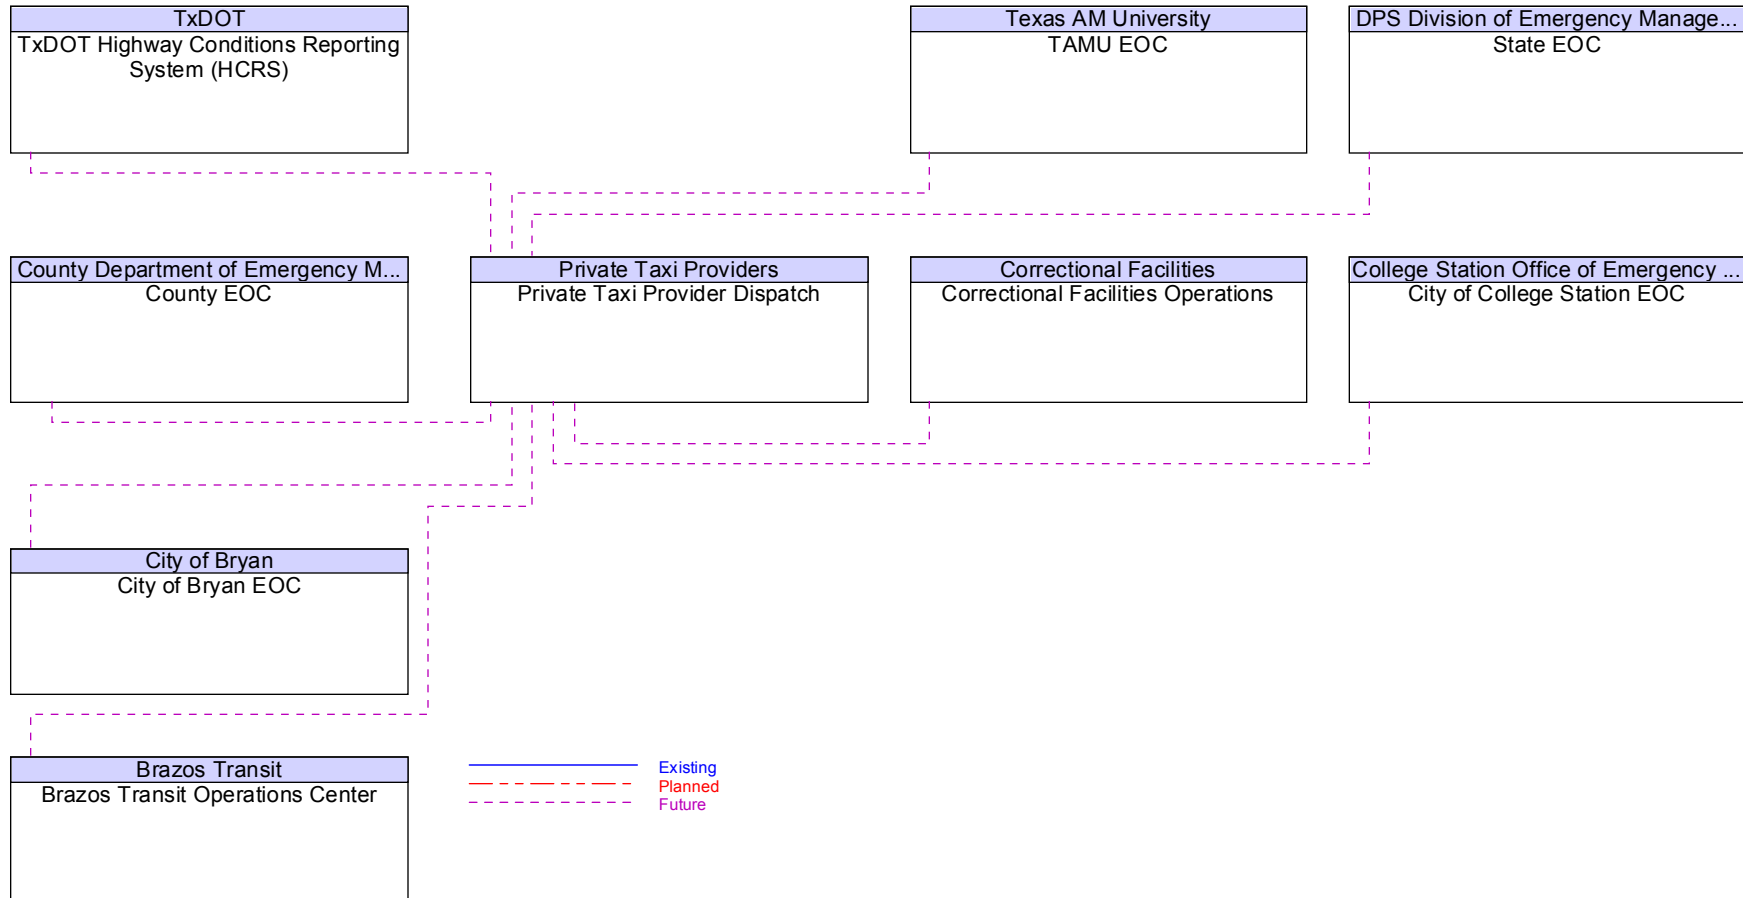 TxDOT
TxDOT Highway Conditions Reporting
System (HCRS)
Texas AM University
TAMU EOC
DPS Division of Emergency Manage...
State EOC
County Department of Emergency M...
County EOC
Private Taxi Providers
Private Taxi Provider Dispatch
Correctional Facilities
Correctional Facilities Operations
College Station Office of Emergency ...
City of College Station EOC
City of Bryan
City of Bryan EOC
Brazos Transit
Brazos Transit Operations Center
Existing
Planned
Future